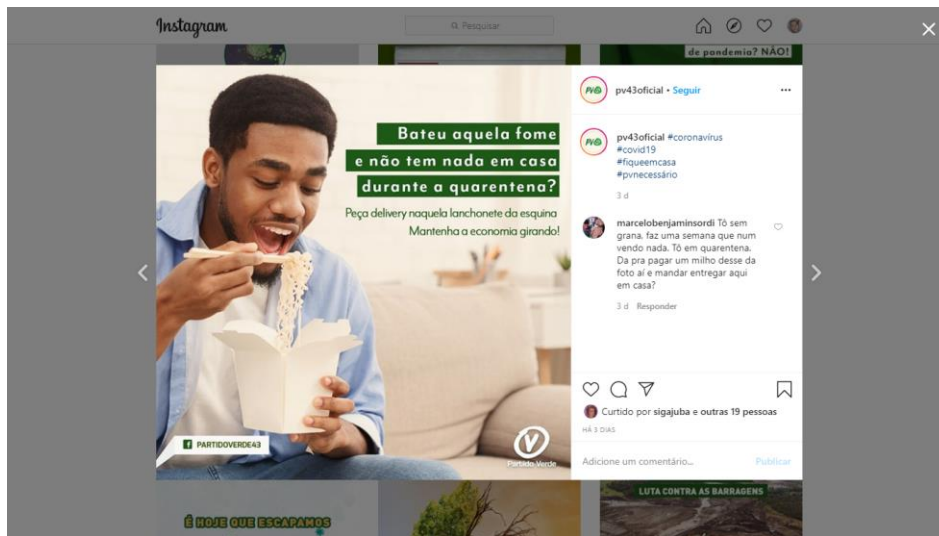 Instagram
Pesquisar
de pandemia? NÃO!
Bateu aquela fome
e não tem nada em casa
durante a quarentena?
Peça delivery naquela lanchonete da esquina
Mantenha a economia girando!
PARTIDOVERDE43
Partido Verde
pv43oficial • Seguir
pv43oficial #coronavírus
#covid19
#fiqueemcasa
#pvnecessário
3 d
marcelobenjaminsordi Tô sem
grana, faz uma semana que num
vendo nada. Tô em quarentena.
Da pra pagar um milho desse da
foto aí e mandar entregar aqui
em casa?
3 d Responder
Curtido por sigajuba e outras 19 pessoas
HÁ 3 DIAS
Adicione um comentário...
Publicar
É HOJE QUE ESCAPAMOS
LUTA CONTRA AS BARRAGENS